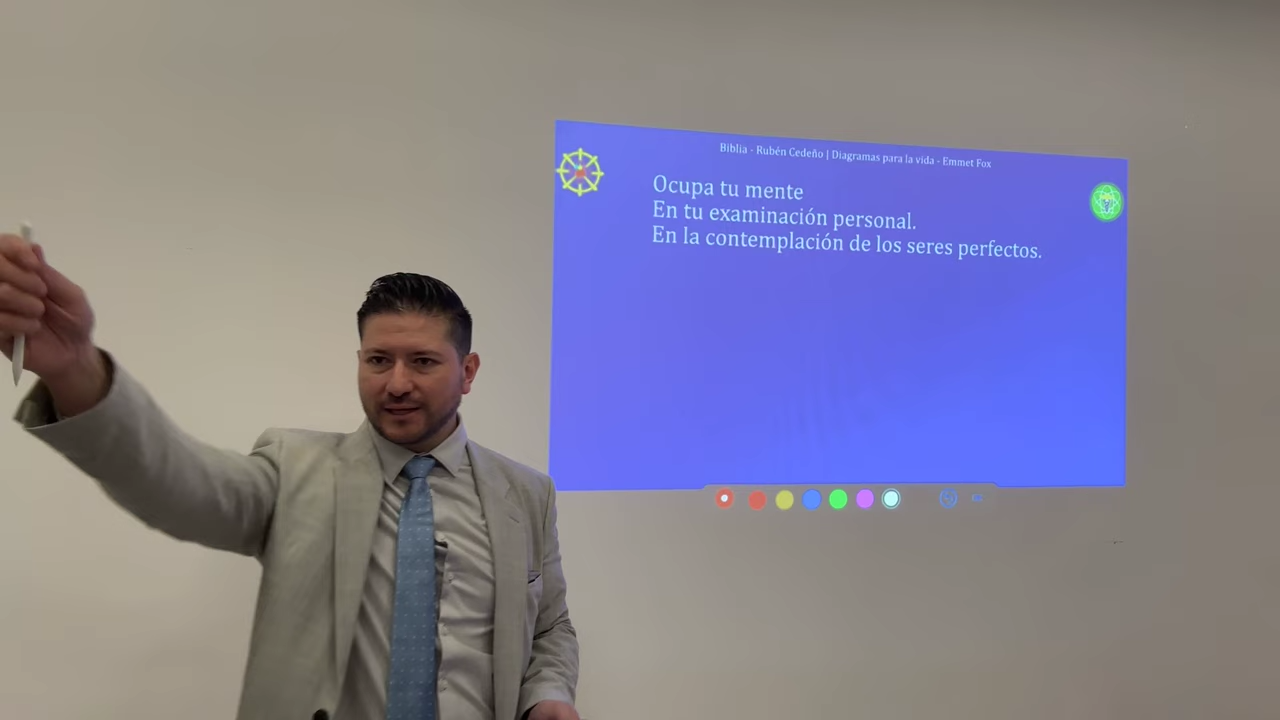 Biblia - Rubén Cedeño | Diagramas para la vida - Emmet Fox
Ocupa tu mente
En tu examinación personal.
En la contemplación de los seres perfectos.